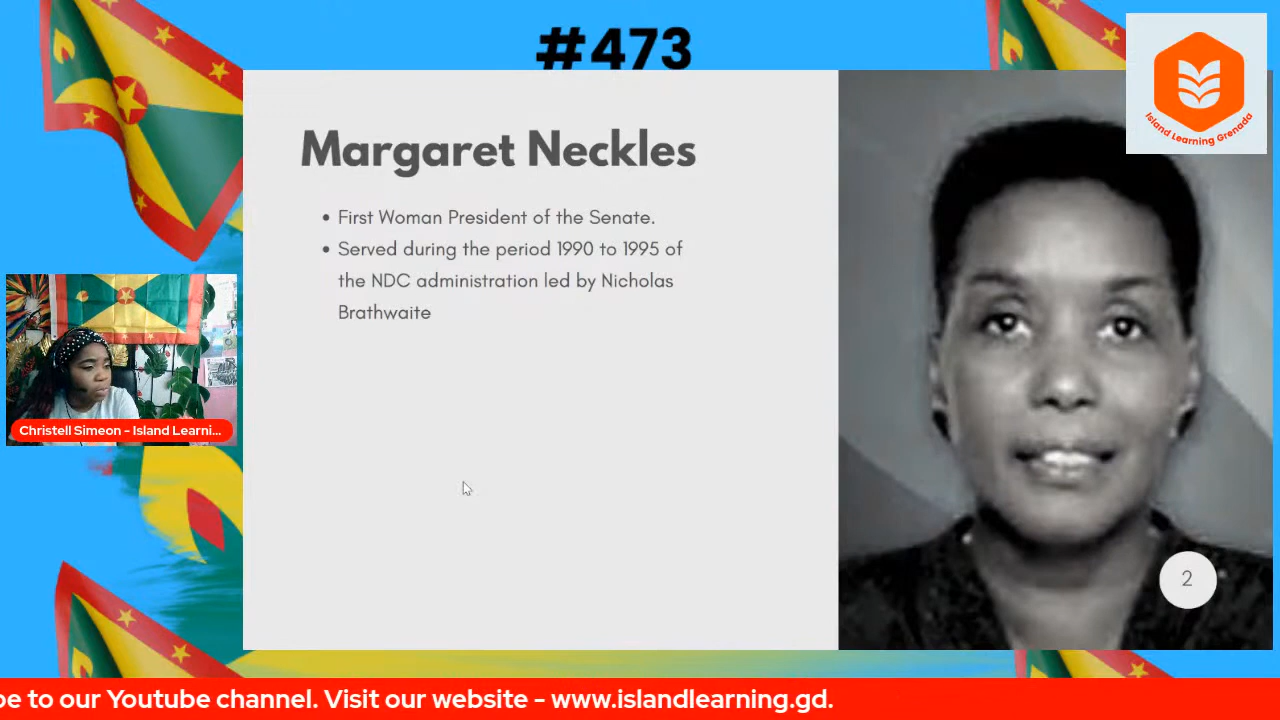 #473
Island Learning Grenada
Margaret Neckles
• First Woman President of the Senate.
• Served during the period 1990 to 1995 of
the NDC administration led by Nicholas
Brathwaite
Christell Simeon - Island Learni...
2
be to our Youtube channel. Visit our website - www.islandlearning.gd.